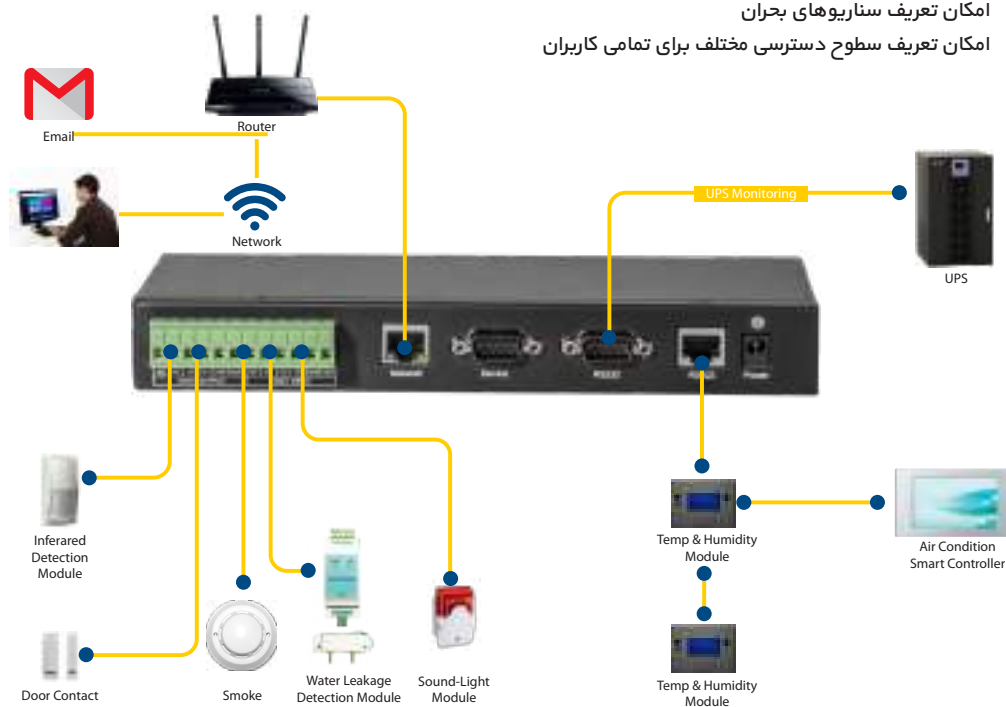 امکان تعریف سناریوهای بحران
امکان تعریف سطوح دسترسی مختلف برای تمامی کاربران
Email
Router
Network
UPS Monitoring
UPS
Inferared
Detection
Module
Door Contact
Smoke
Water Leakage
Detection Module
Sound-Light
Module
Temp & Humidity
Module
Air Condition
Smart Controller
Temp & Humidity
Module